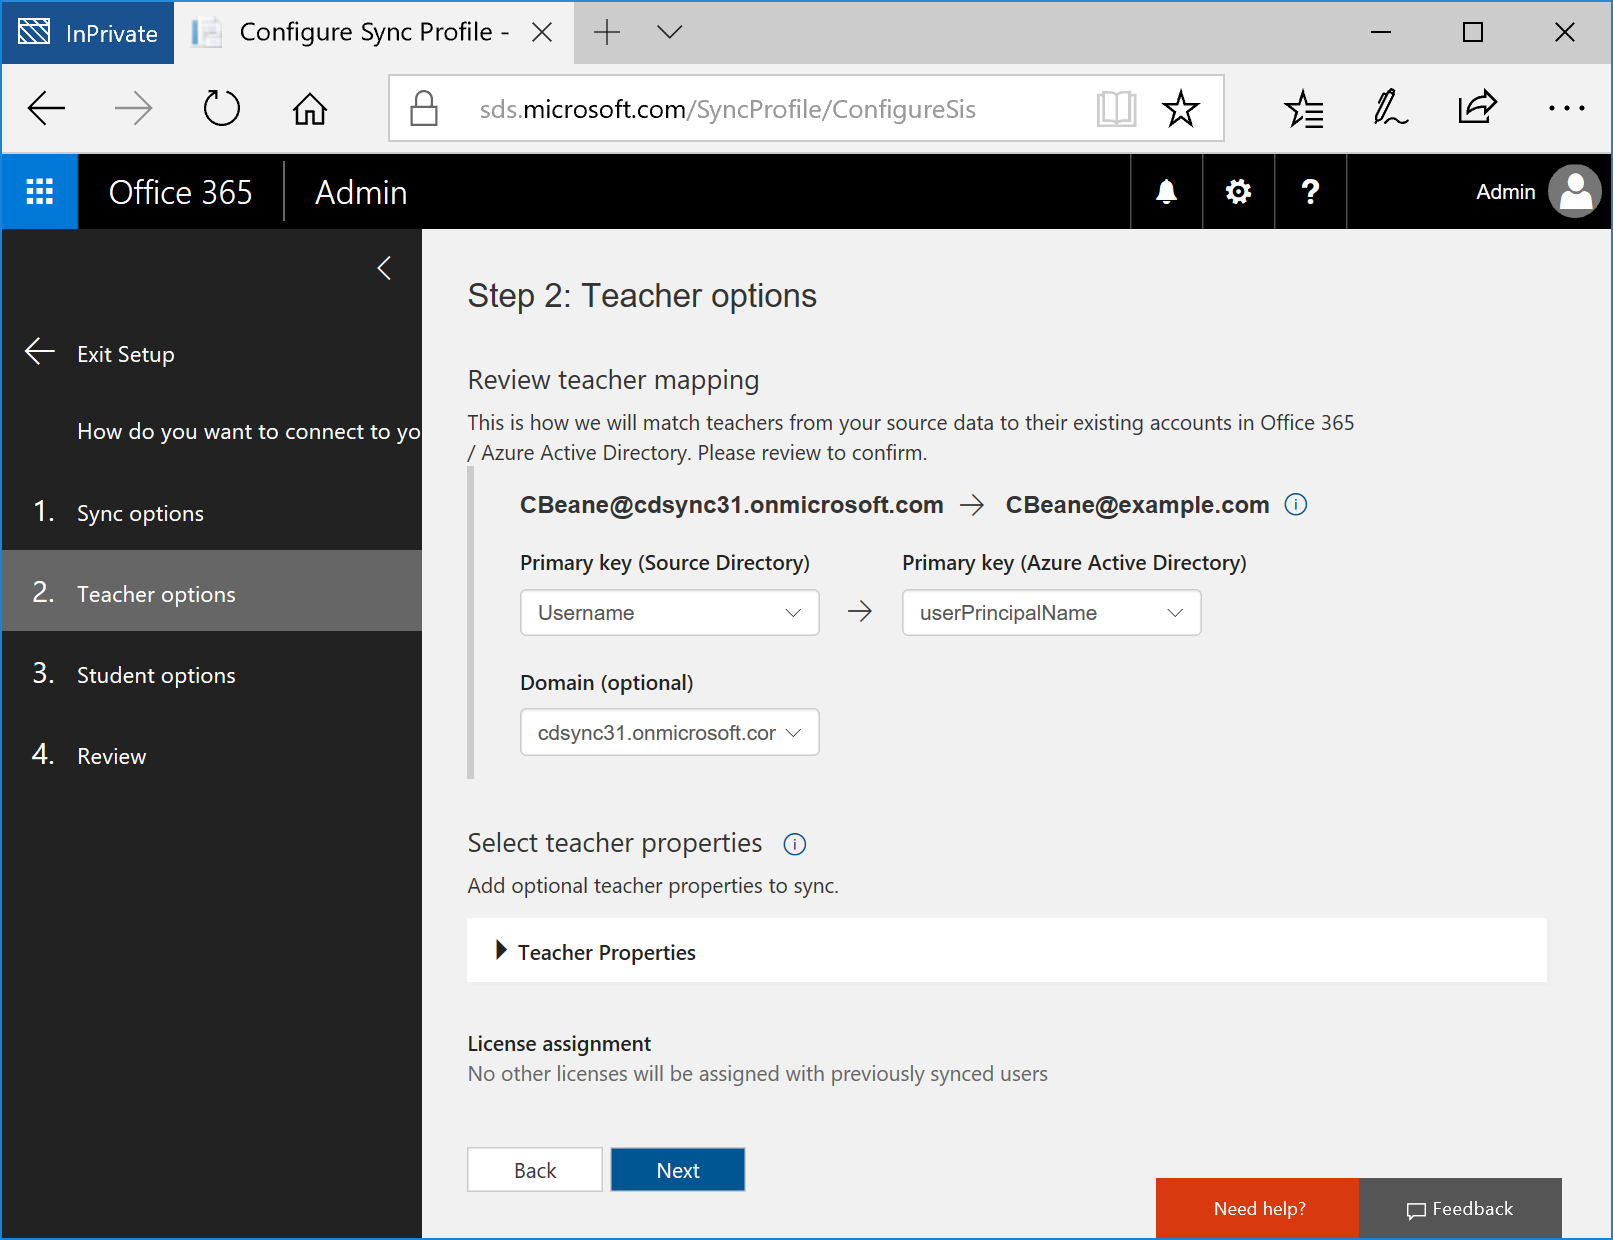 InPrivate
Configure Sync Profile -
sds.microsoft.com/SyncProfile/ConfigureSis
Office 365
Admin
?
Admin
Exit Setup
How do you want to connect to yo
1. Sync options
2. Teacher options
3. Student options
4. Review
Step 2: Teacher options
Review teacher mapping
This is how we will match teachers from your source data to their existing accounts in Office 365
/ Azure Active Directory. Please review to confirm.
CBeane@cdsync31.onmicrosoft.com → CBeane@example.com
Primary key (Source Directory)
Primary key (Azure Active Directory)
Username → userPrincipalName
Domain (optional)
cdsync31.onmicrosoft.cor
Select teacher properties
Add optional teacher properties to sync.
Teacher Properties
License assignment
No other licenses will be assigned with previously synced users
Back
Next
Need help?
Feedback